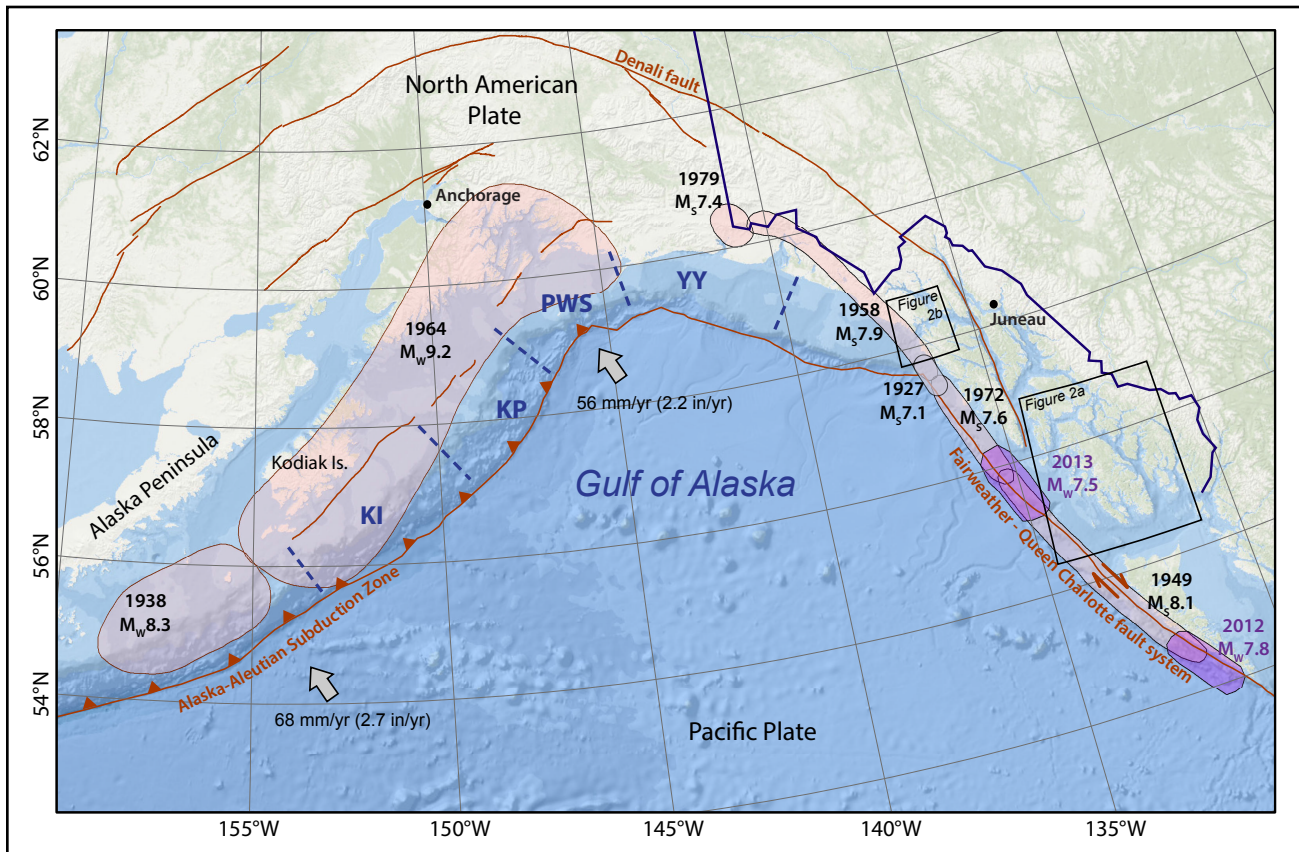 North American
Plate
Denali fault
1979
MS7.4
Anchorage
62°N
60°N
58°N
56°N
54°N
YY
PWS
KP
KI
1964
MW9.2
1958
MS7.9
Figure
2b
Juneau
1927
MS7.1
1972
MS7.6
Figure 2a
56 mm/yr (2.2 in/yr)
Kodiak Is.
Alaska Peninsula
Gulf of Alaska
2013
MW7.5
Fairweather - Queen Charlotte fault system
1949
MS8.1
2012
MW7.8
1938
MW8.3
Alaska-Aleutian Subduction Zone
68 mm/yr (2.7 in/yr)
Pacific Plate
155°W
150°W
145°W
140°W
135°W